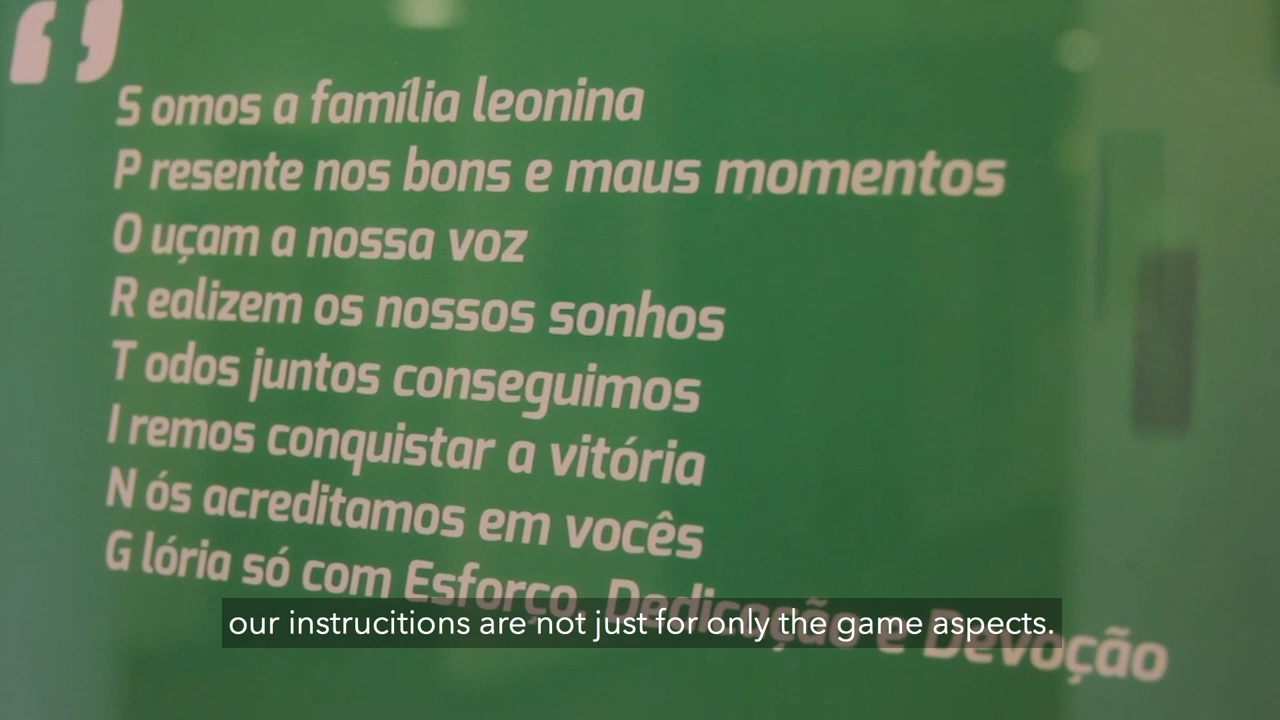 S omos a família leonina
P resente nos bons e maus momentos
O uçam a nossa voz
R ealizem os nossos sonhos
T odos juntos conseguimos
I remos conquistar a vitória
N ós acreditamos em vocês
G lória só com Esforço, Dedicação e Devoção
our instrucitions are not just for only the game aspects.